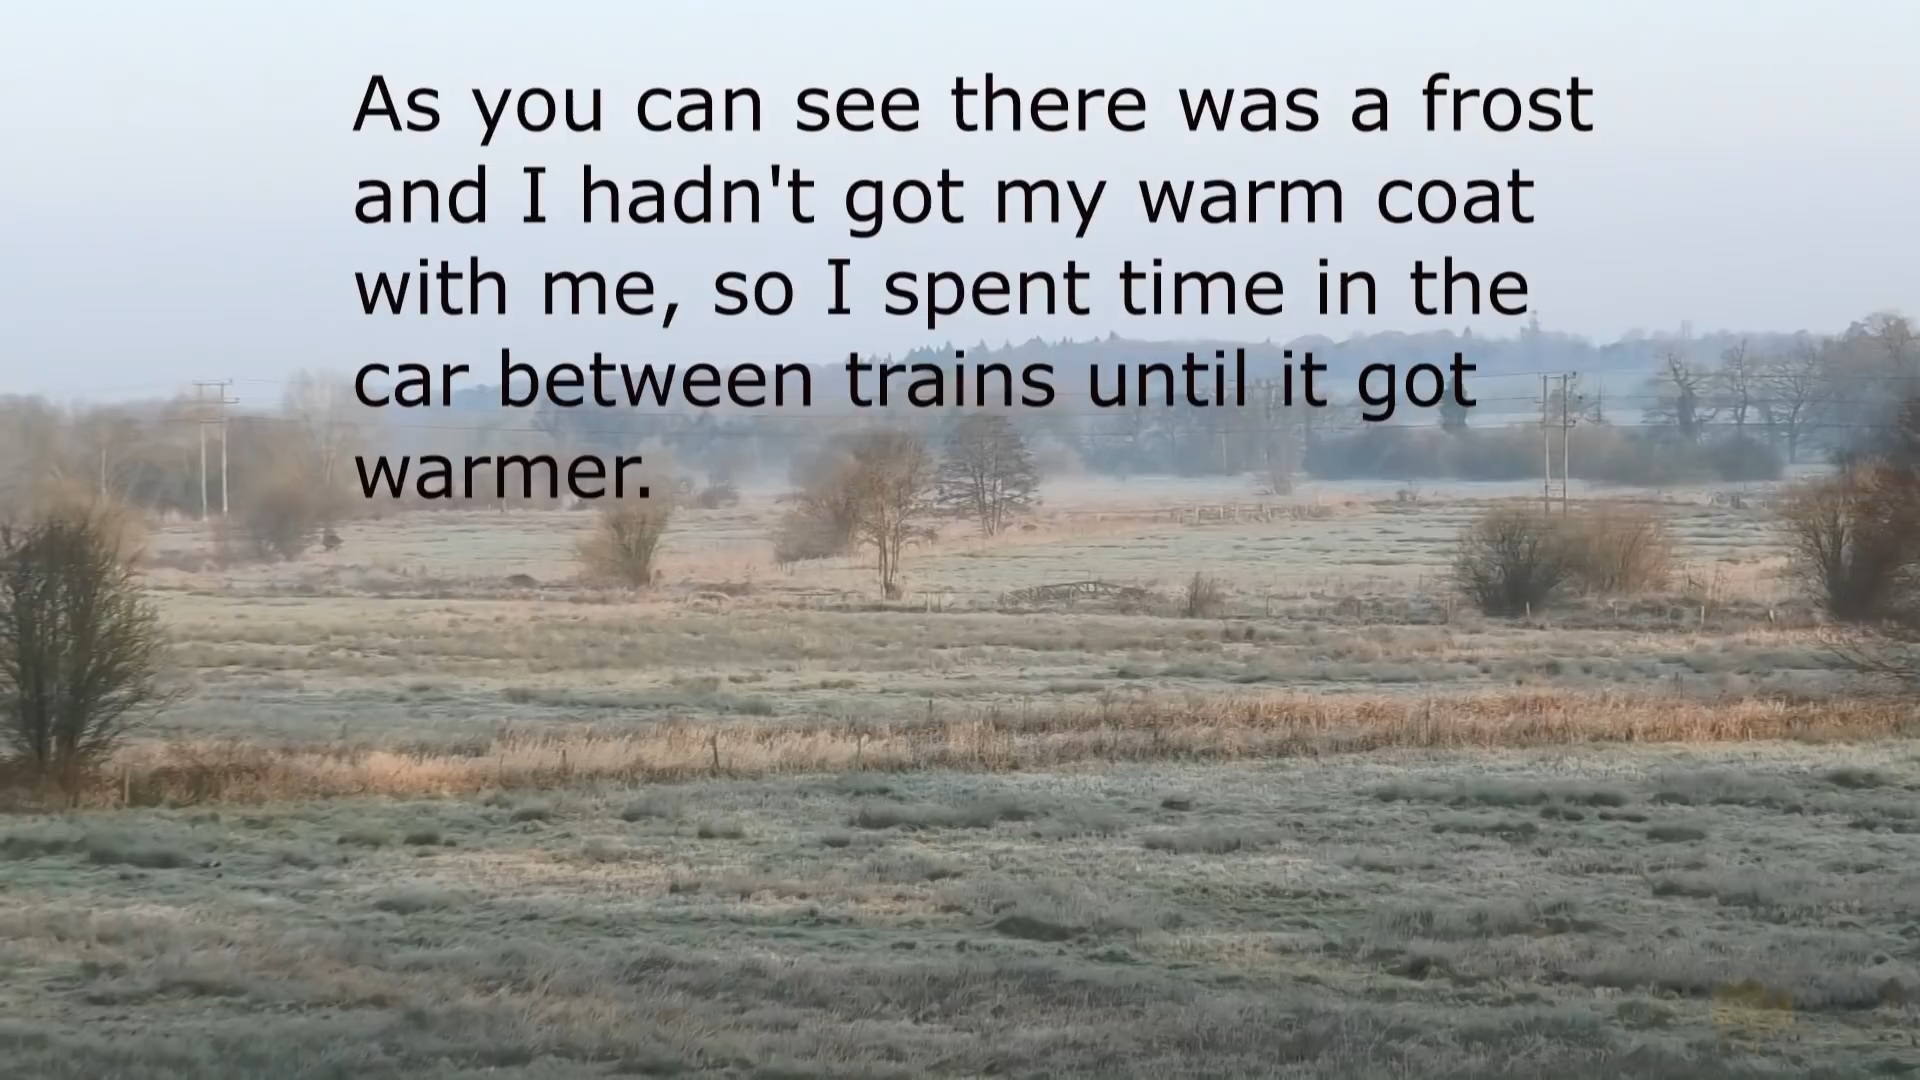 As you can see there was a frost
and I hadn't got my warm coat
with me, so I spent time in the
car between trains until it got
warmer.